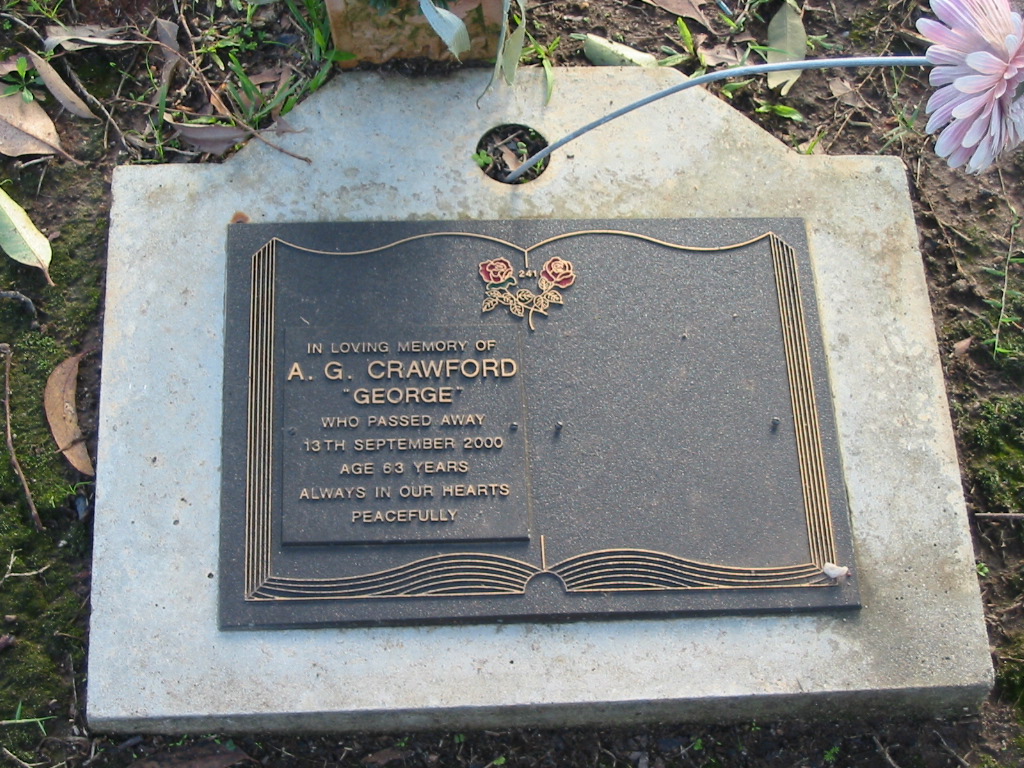 241
IN LOVING MEMORY OF
A. G. CRAWFORD
"GEORGE"
WHO PASSED AWAY
13TH SEPTEMBER 2000
AGE 63 YEARS
ALWAYS IN OUR HEARTS
PEACEFULLY